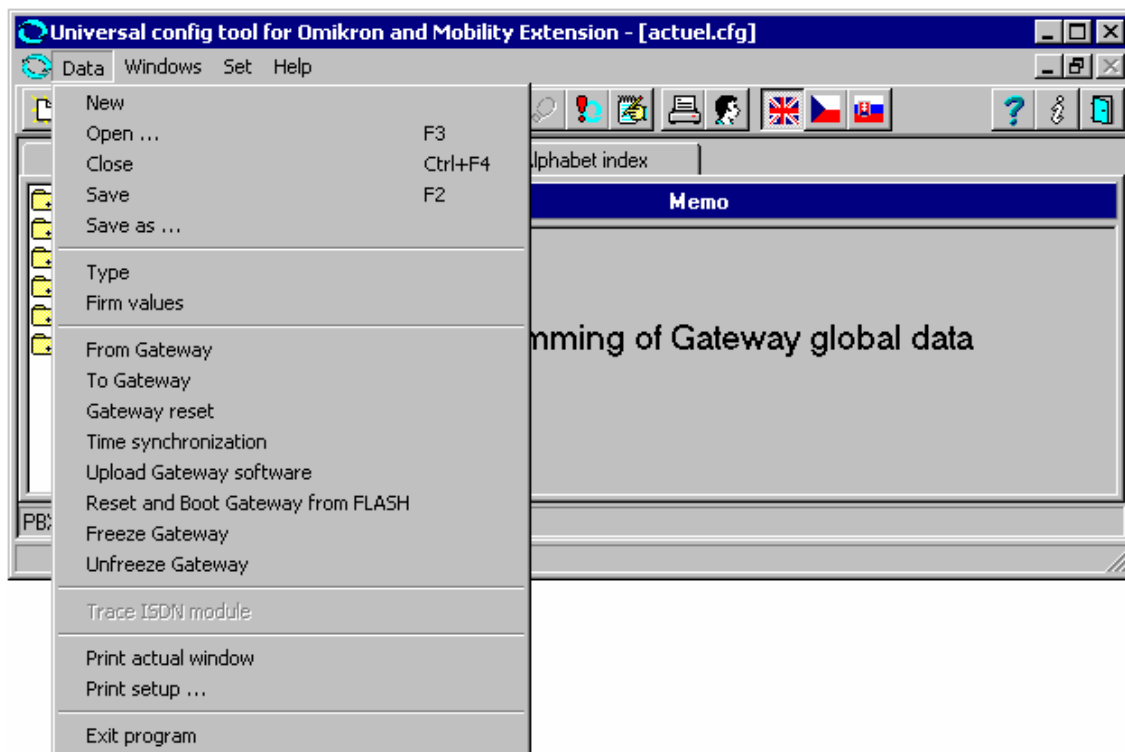 Universal config tool for Omikron and Mobility Extension - [actuel.cfg]
Data Windows Set Help
New
Open ... F3
Close Ctrl+F4
Save F2
Save as ...
Type
Firm values
From Gateway
To Gateway
Gateway reset
Time synchronization
Upload Gateway software
Reset and Boot Gateway from FLASH
Freeze Gateway
Unfreeze Gateway
Trace ISDN module
Print actual window
Print setup ...
Exit program
lphabet index
Memo
mming of Gateway global data
PB